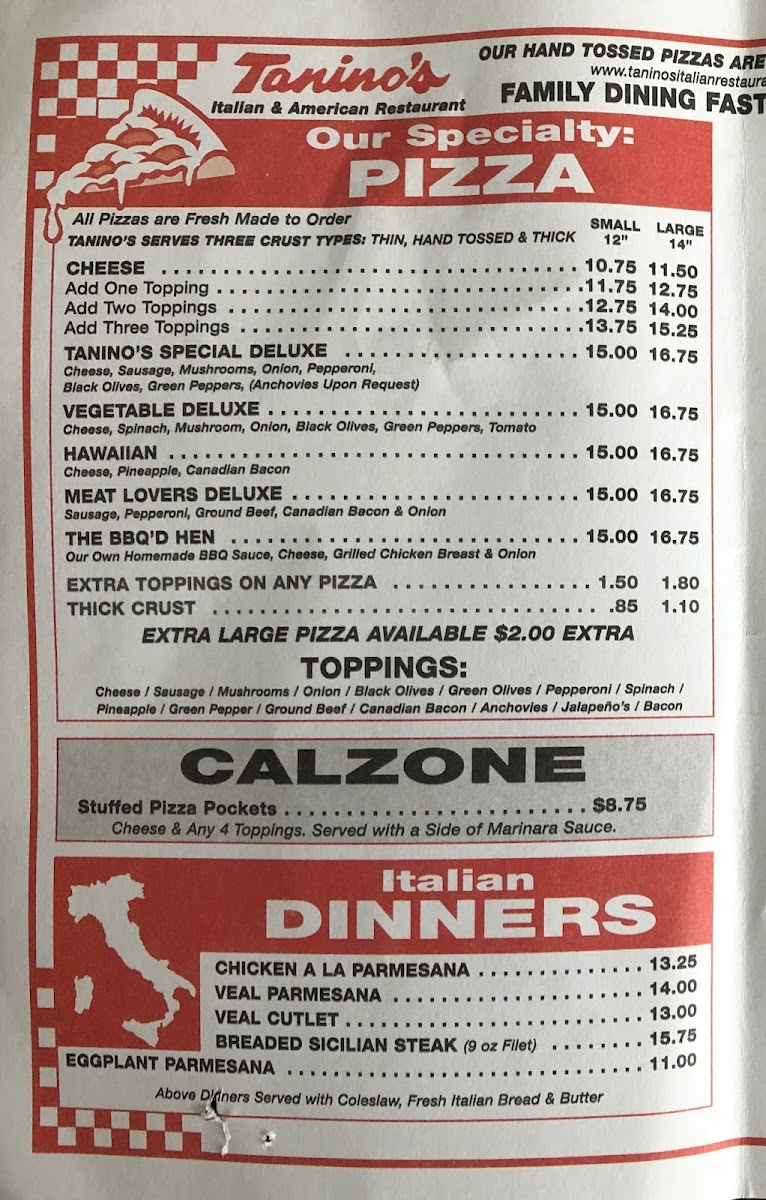 Tanino's
Italian & American Restaurant
OUR HAND TOSSED PIZZAS ARE
FAMILY DINING FAST
Our Specialty:
PIZZA
All Pizzas are Fresh Made to Order
TANINO'S SERVES THREE CRUST TYPES: THIN, HAND TOSSED & THICK
SMALL LARGE
12" 14"
CHEESE 10.75 11.50
Add One Topping 11.75 12.75
Add Two Toppings 12.75 14.00
Add Three Toppings 13.75 15.25
TANINO'S SPECIAL DELUXE 15.00 16.75
Cheese, Sausage, Mushrooms, Onion, Pepperoni,
Black Olives, Green Peppers, (Anchovies Upon Request)
VEGETABLE DELUXE 15.00 16.75
Cheese, Spinach, Mushroom, Onion, Black Olives, Green Peppers, Tomato
HAWAIIAN 15.00 16.75
Cheese, Pineapple, Canadian Bacon
MEAT LOVERS DELUXE 15.00 16.75
Sausage, Pepperoni, Ground Beef, Canadian Bacon & Onion
THE BBQ'D HEN 15.00 16.75
Our Own Homemade BBQ Sauce, Cheese, Grilled Chicken Breast & Onion
EXTRA TOPPINGS ON ANY PIZZA 1.50 1.80
THICK CRUST .85 1.10
EXTRA LARGE PIZZA AVAILABLE $2.00 EXTRA
TOPPINGS:
Cheese / Sausage / Mushrooms / Onion / Black Olives / Green Olives / Pepperoni / Spinach /
Pineapple / Green Pepper / Ground Beef / Canadian Bacon / Anchovies / Jalapeño's / Bacon
CALZONE
Stuffed Pizza Pockets $8.75
Cheese & Any 4 Toppings. Served with a Side of Marinara Sauce.
Italian
DINNERS
CHICKEN A LA PARMESANA 13.25
VEAL PARMESANA 14.00
VEAL CUTLET 13.00
BREADED SICILIAN STEAK (9 oz Filet) 15.75
EGGPLANT PARMESANA 11.00
Above Dinners Served with Coleslaw, Fresh Italian Bread & Butter